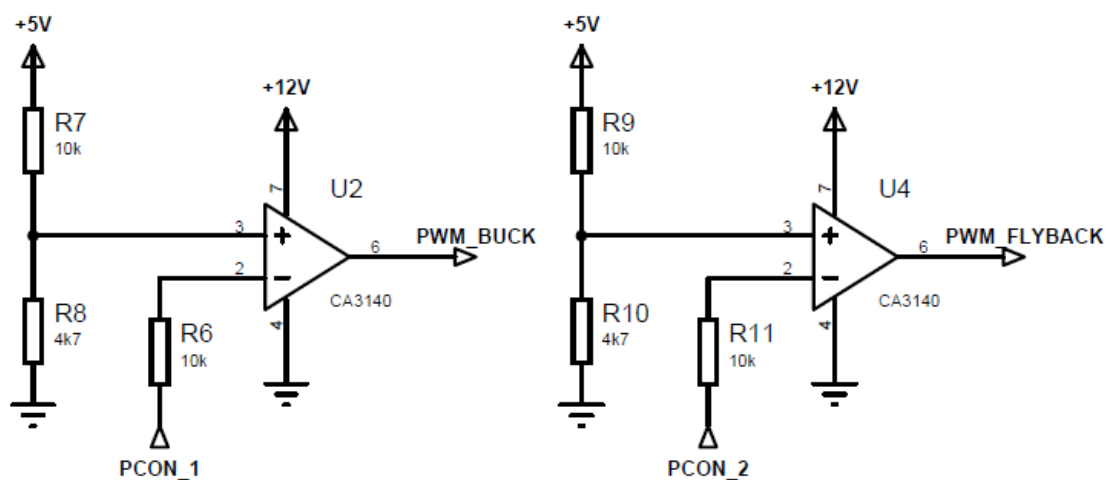 +5V
+12V
R7
10k
7
U2
3
+
6
PWM_BUCK
2
−
CA3140
R8
4k7
R6
10k
4
PCON_1
+5V
+12V
R9
10k
7
U4
3
+
6
PWM_FLYBACK
2
−
CA3140
R10
4k7
R11
10k
4
PCON_2